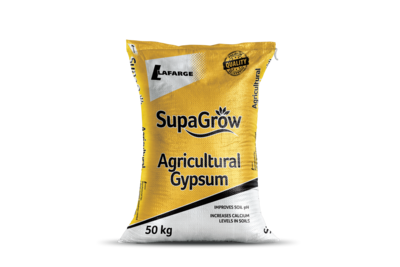 LAFARGE
QUALITY
SupaGrow
Agricultural
Gypsum
IMPROVES SOIL pH
INCREASES CALCIUM
LEVELS IN SOILS
50 kg
Agricultural